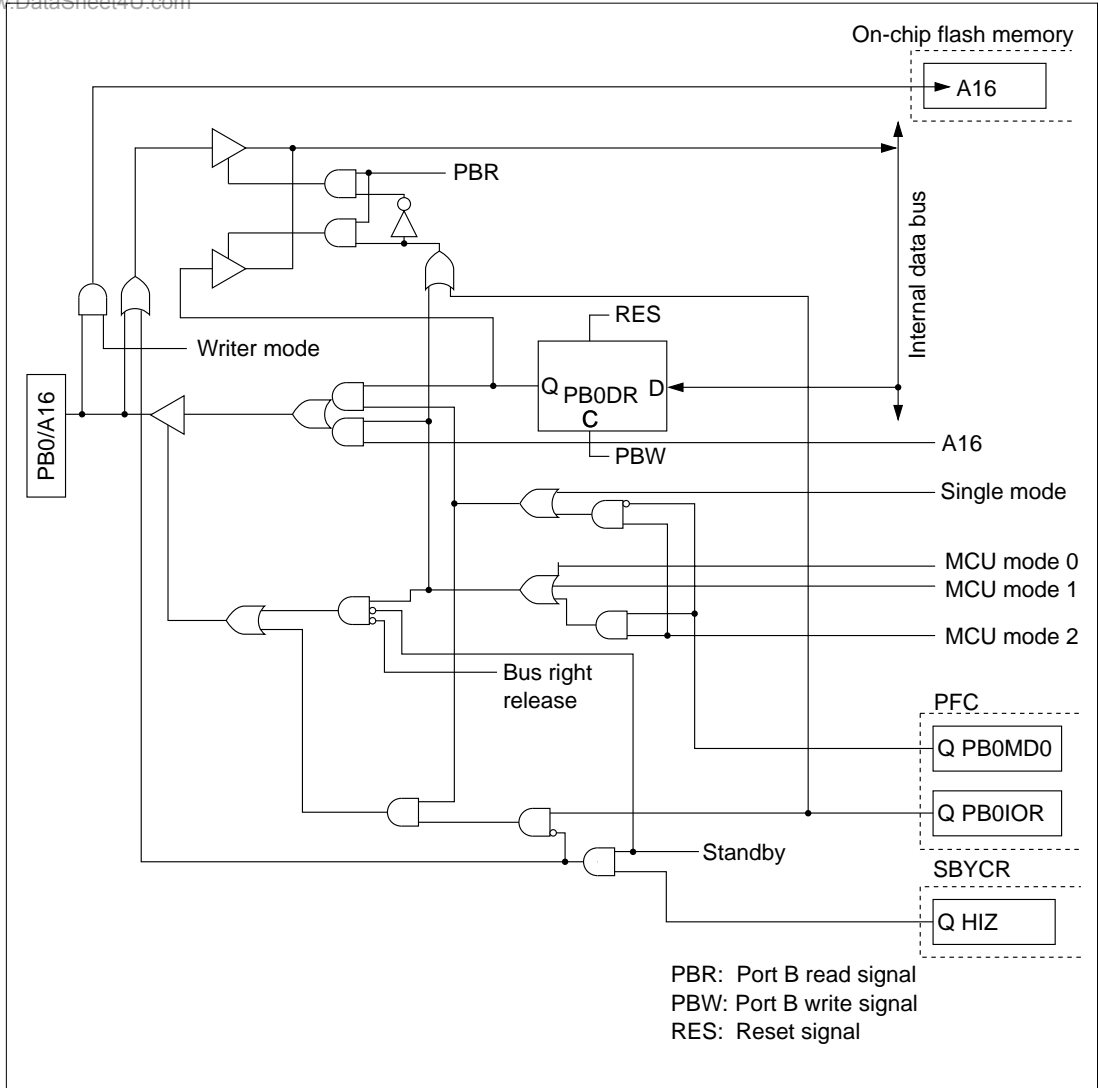 w.DataSheet4U.com
On-chip flash memory
A16
PBR
Internal data bus
RES
Writer mode
Q PB0DR D
C
PB0/A16
PBW
A16
Single mode
MCU mode 0
MCU mode 1
MCU mode 2
Bus right
release
PFC
Q PB0MD0
Q PB0IOR
Standby
SBYCR
Q HIZ
PBR: Port B read signal
PBW: Port B write signal
RES: Reset signal